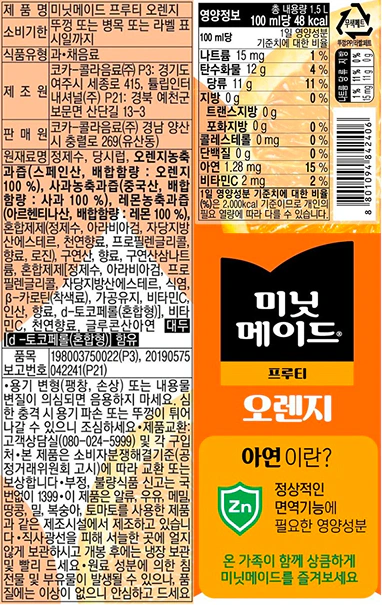 제 품 명 미닛메이드 프루티 오렌지
소비기한 뚜껑 또는 병목 또는 라벨 표
시일까지
식품유형 과•채음료
제 조 원 코카-콜라음료㈜ P3: 경기도
여주시 세종로 415, 튤립인터
내셔널㈜ P21: 경북 예천군
보문면 산단길 13-3
판 매 원 코카-콜라음료㈜ 경남 양산
시 충렬로 269(유산동)
원재료명 정제수, 당시럽, 오렌지농축
과즙(스페인산, 배합함량 : 오렌지
100 %), 사과농축과즙(중국산, 배합
함량 : 사과 100 %), 레몬농축과즙
(아르헨티나산, 배합함량 : 레몬 100 %),
혼합제제[정제수, 아라비아검, 자당지방
산에스테르, 천연향료, 프로필렌글리콜,
향료, 로진], 구연산, 향료, 구연산삼나트
륨, 혼합제제[정제수, 아라비아검, 프로
필렌글리콜, 자당지방산에스테르, 식염,
β-카로틴(착색료), 가공유지, 비타민C,
인산, 향료, d-토코페롤(혼합형)], 비타
민C, 천연향료, 글루콘산아연 대두
[d -토코페롤(혼합형)] 함유
품목 198003750022(P3), 20190575
보고번호 042241(P21)
•용기 변형(팽창, 손상) 또는 내용물
변질이 의심되면 음용하지 마세요. 심
한 충격 시 용기 파손 또는 뚜껑이 튀어
나갈 수 있으니 조심하세요•제품교환:
고객상담실(080-024-5999) 및 각 구입
처•본 제품은 소비자분쟁해결기준(공
정거래위원회 고시)에 따라 교환 또는
보상합니다•부정, 불량식품 신고는 국
번없이 1399•이 제품은 알류, 우유, 메밀,
땅콩, 밀, 복숭아, 토마토를 사용한 제품
과 같은 제조시설에서 제조하고 있습니
다•직사광선을 피해 서늘한 곳에 얼지
않게 보관하시고 개봉 후에는 냉장 보관
및 빨리 드세요•원료 성분에 의한 침
전물 및 부유물이 발생될 수 있으나, 품
질에는 이상이 없으니 안심하고 드세요
영양정보 총 내용량 1.5 L
100 ml당 48 kcal
100 ml당 1일 영양성분
기준치에 대한 비율
나트륨 15 mg 1 %
탄수화물 12 g 4 %
당류 11 g 11 %
지방 0 g 0 %
트랜스지방 0 g
포화지방 0 g 0 %
콜레스테롤 0 mg 0 %
단백질 0 g 0 %
아연 1.28 mg 15 %
비타민C 2 mg 2 %
1일 영양성분 기준치에 대한 비율
(%)은 2,000kcal 기준이므로 개인의
필요 열량에 따라 다를 수 있습니다.
무색페트
뚜껑:PP/라벨:PP
나트륨 당류 지방
1% 11% 0%
15mg 11g 0g
8 801094 842406
미닛
메이드®
프루티
오렌지
아연 이란?
Zn
정상적인
면역기능에
필요한 영양성분
온 가족이 함께 상큼하게
미닛메이드를 즐겨보세요